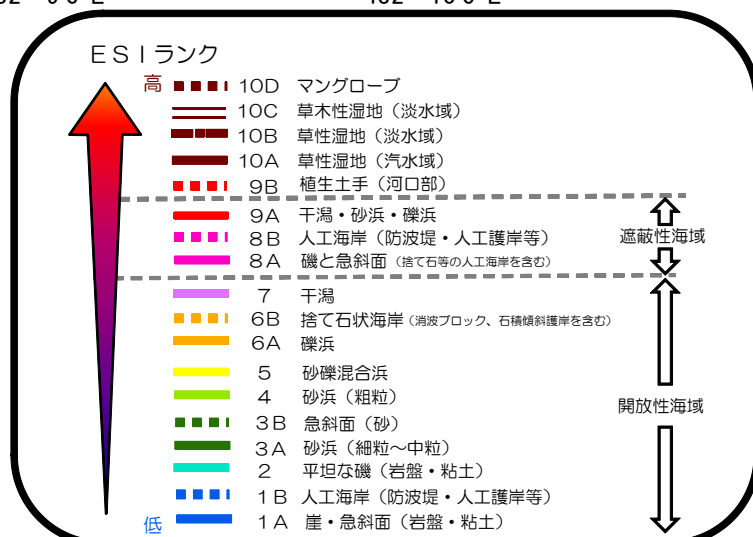 ESIランク
高
10D マングローブ
10C 草木性湿地（淡水域）
10B 草性湿地（淡水域）
10A 草性湿地（汽水域）
9B 植生土手（河口部）
9A 干潟・砂浜・礫浜
8B 人工海岸（防波堤・人工護岸等）
遮蔽性海域
8A 磯と急斜面（捨て石等の人工海岸を含む）
7 干潟
6B 捨て石状海岸（消波ブロック、石積傾斜護岸を含む）
6A 礫浜
5 砂礫混合浜
4 砂浜（粗粒）
開放性海域
3B 急斜面（砂）
3A 砂浜（細粒～中粒）
2 平坦な磯（岩盤・粘土）
1B 人工海岸（防波堤・人工護岸等）
低
1A 崖・急斜面（岩盤・粘土）